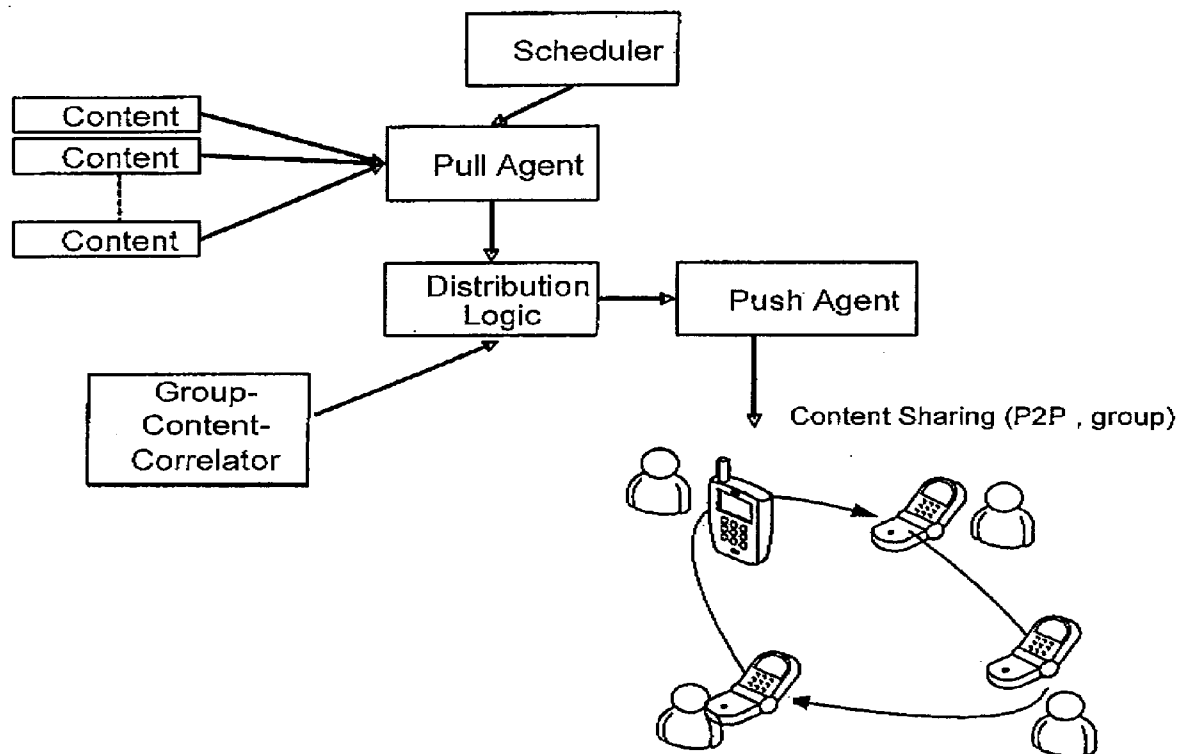 Scheduler
Content
Content
Pull Agent
Content
Distribution
Logic
Push Agent
Group-
Content-
Correlator
Content Sharing (P2P , group)